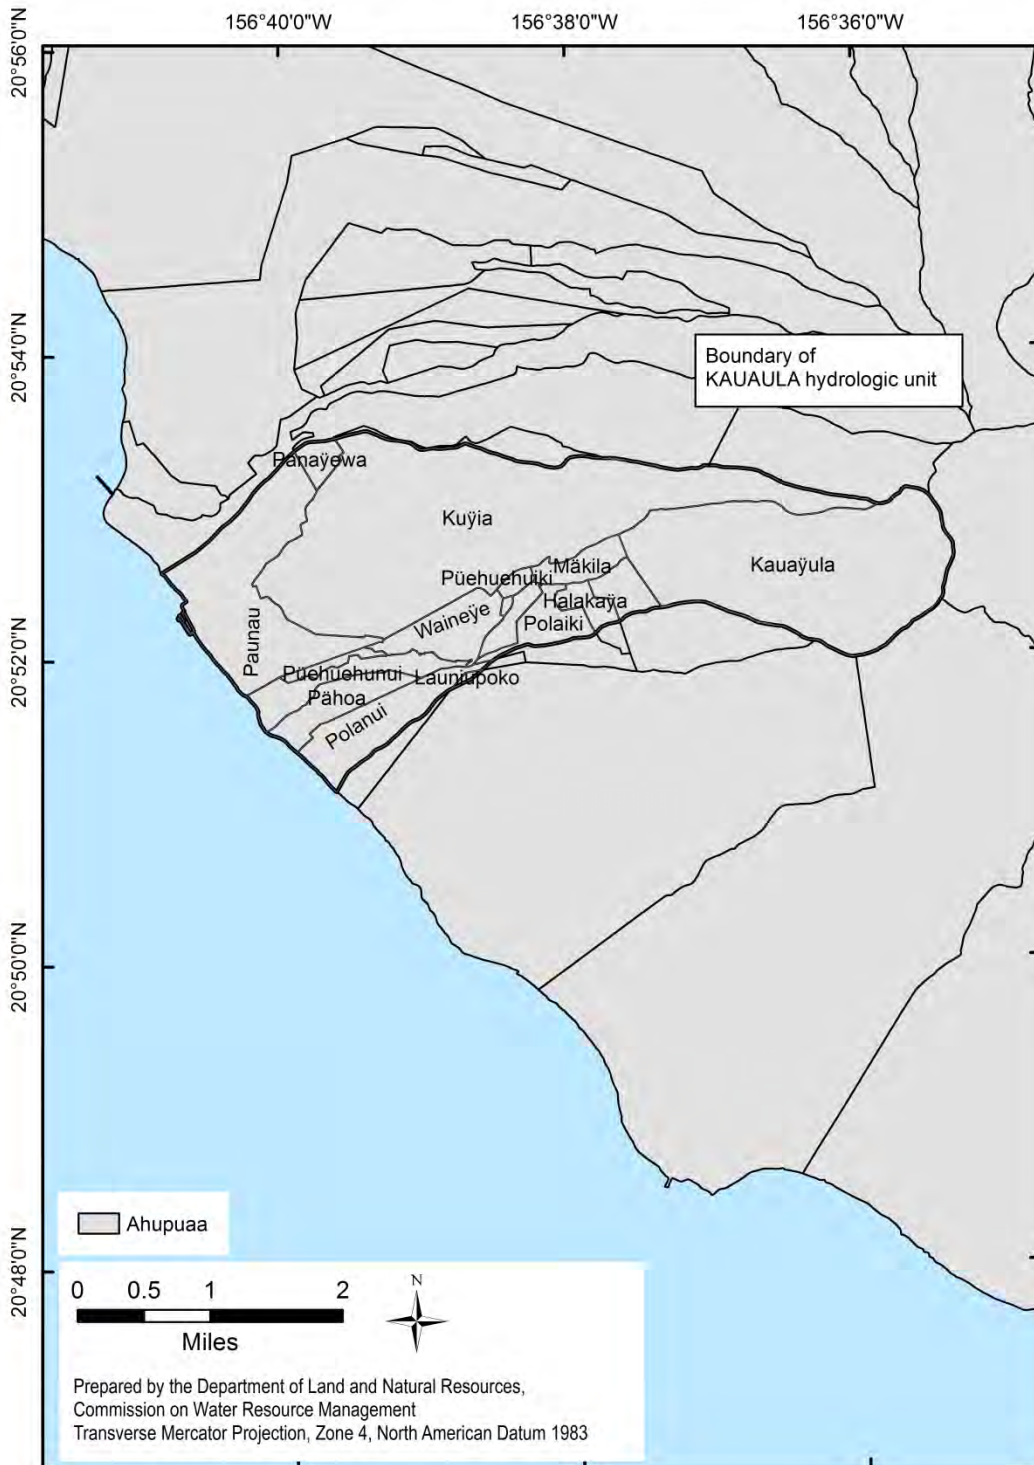 156°40'0"W 156°38'0"W 156°36'0"W
20°56'0"N
20°54'0"N
20°52'0"N
20°50'0"N
20°48'0"N
Boundary of
KAUAULA hydrologic unit
Panaÿewa
Kuÿia
Kauaÿula
Mäkila
Püehuehuiki
Halakaÿa
Waineÿe
Polaiki
Paunau
Püehuehunui
Launiupoko
Pähoa
Polanui
Ahupuaa
0 0.5 1 2
Miles
N
Prepared by the Department of Land and Natural Resources,
Commission on Water Resource Management
Transverse Mercator Projection, Zone 4, North American Datum 1983